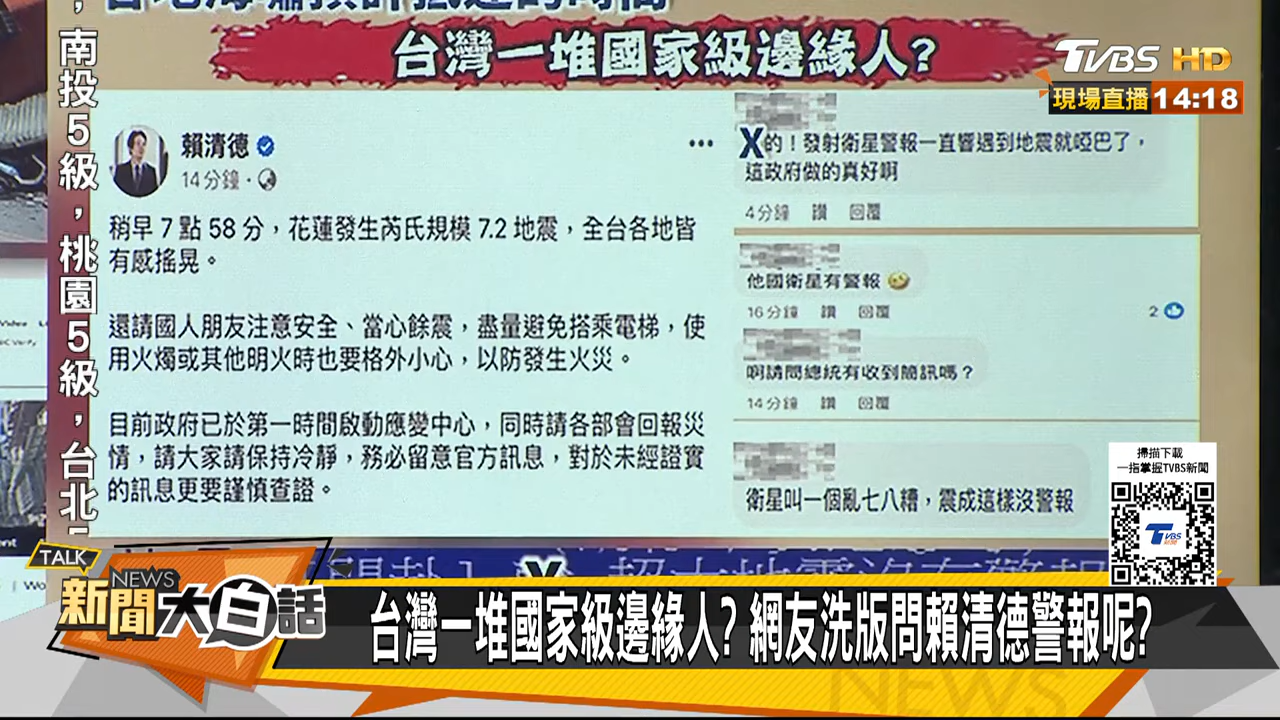 台灣一堆國家級邊緣人?
TVBS HD
現場直播 14:18
，南投5級，桃園5級，台北
賴清德
14分鐘
稍早 7 點 58 分，花蓮發生芮氏規模 7.2 地震，全台各地皆
有感搖晃。
還請國人朋友注意安全、當心餘震，盡量避免搭乘電梯，使
用火燭或其他明火時也要格外小心，以防發生火災。
目前政府已於第一時間啟動應變中心，同時請各部會回報災
情，請大家請保持冷靜，務必留意官方訊息，對於未經證實
的訊息更要謹慎查證。
X的！發射衛星警報一直響遇到地震就啞巴了，
這政府做的真好啊
4分鐘 讚 回覆
他國衛星有警報
16分鐘 讚 回覆
2
啊請問總統有收到簡訊嗎？
14分鐘 讚 回覆
衛星叫一個亂七八糟，震成這樣沒警報
掃描下載
一指掌握TVBS新聞
TVBS
TALK
NEWS
新聞大白話
台灣一堆國家級邊緣人? 網友洗版問賴清德警報呢?
NEWS